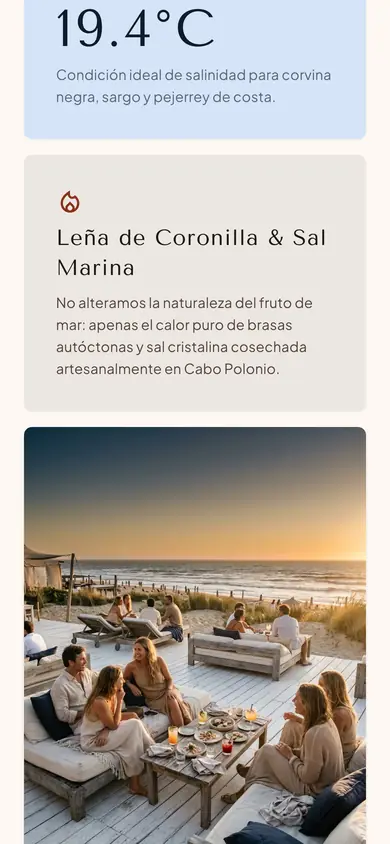 19.4°C
Condición ideal de salinidad para corvina
negra, sargo y pejerrey de costa.
Leña de Coronilla & Sal
Marina
No alteramos la naturaleza del fruto de
mar: apenas el calor puro de brasas
autóctonas y sal cristalina cosechada
artesanalmente en Cabo Polonio.